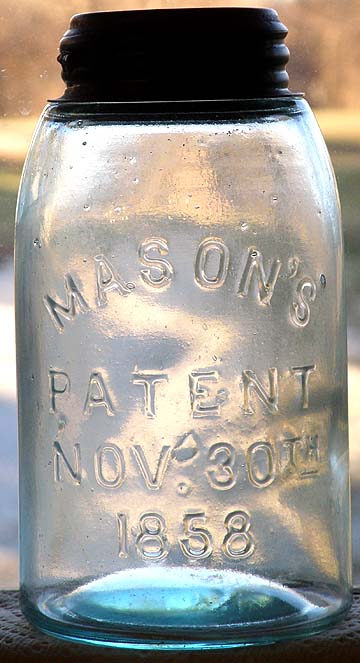 MASON'S
PATENT
NOV. 30TH
1858